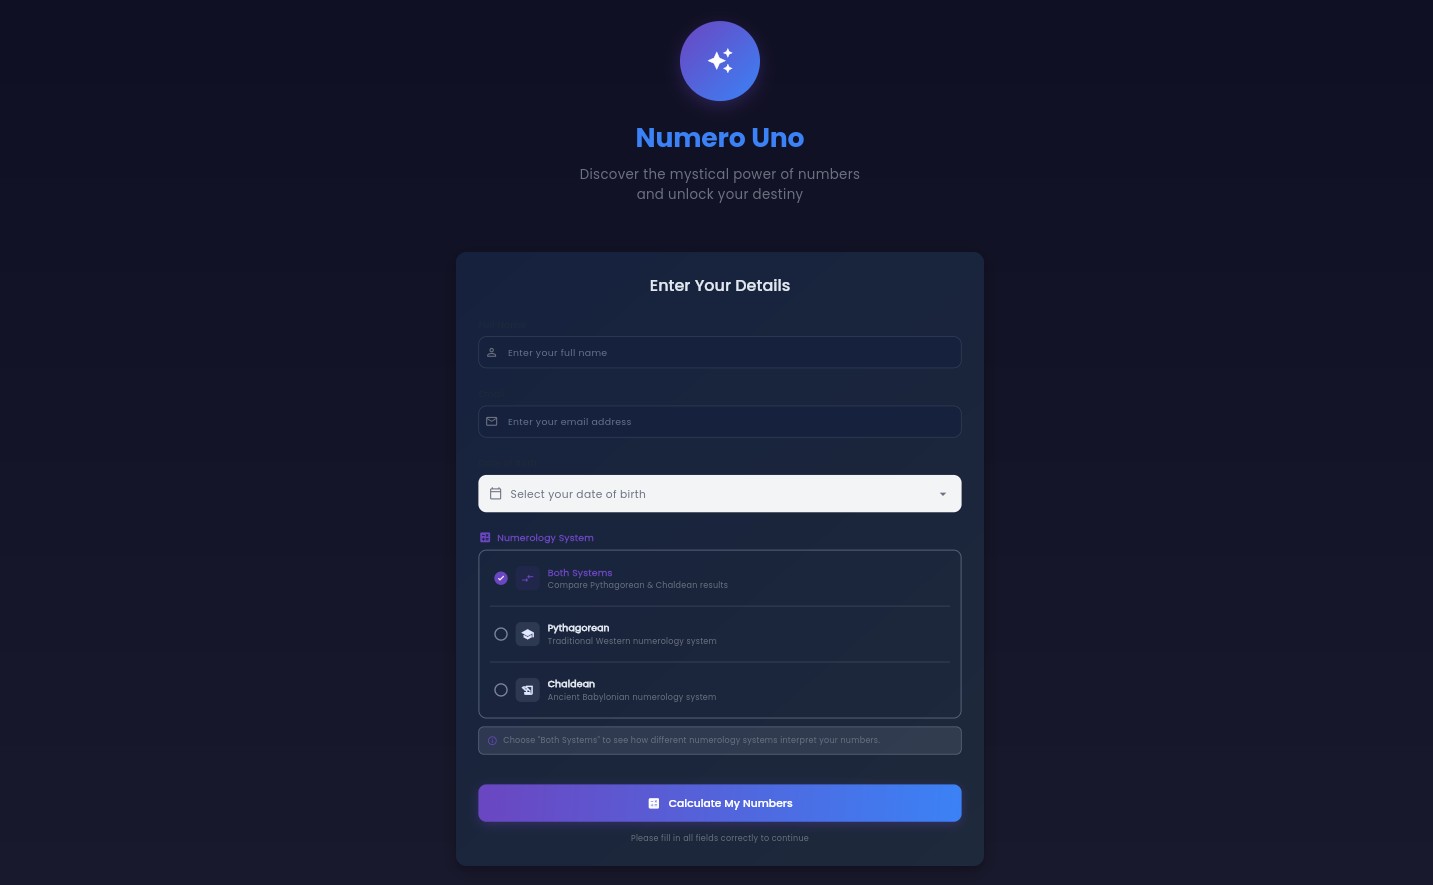 Numero Uno
Discover the mystical power of numbers
and unlock your destiny
Enter Your Details
Enter your full name
Enter your email address
Select your date of birth
Numerology System
Both Systems
Compare Pythagorean & Chaldean results
Pythagorean
Traditional Western numerology system
Chaldean
Ancient Babylonian numerology system
Choose "Both Systems" to see how different numerology systems interpret your numbers.
Calculate My Numbers
Please fill in all fields correctly to continue